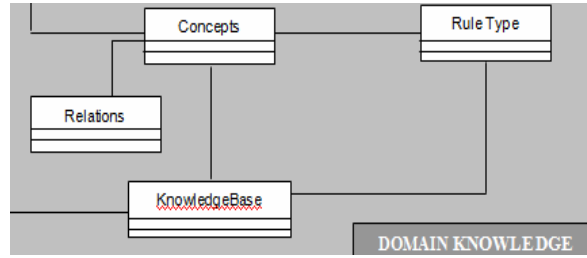 Concepts
Rule Type
Relations
KnowledgeBase
DOMAIN KNOWLEDGE